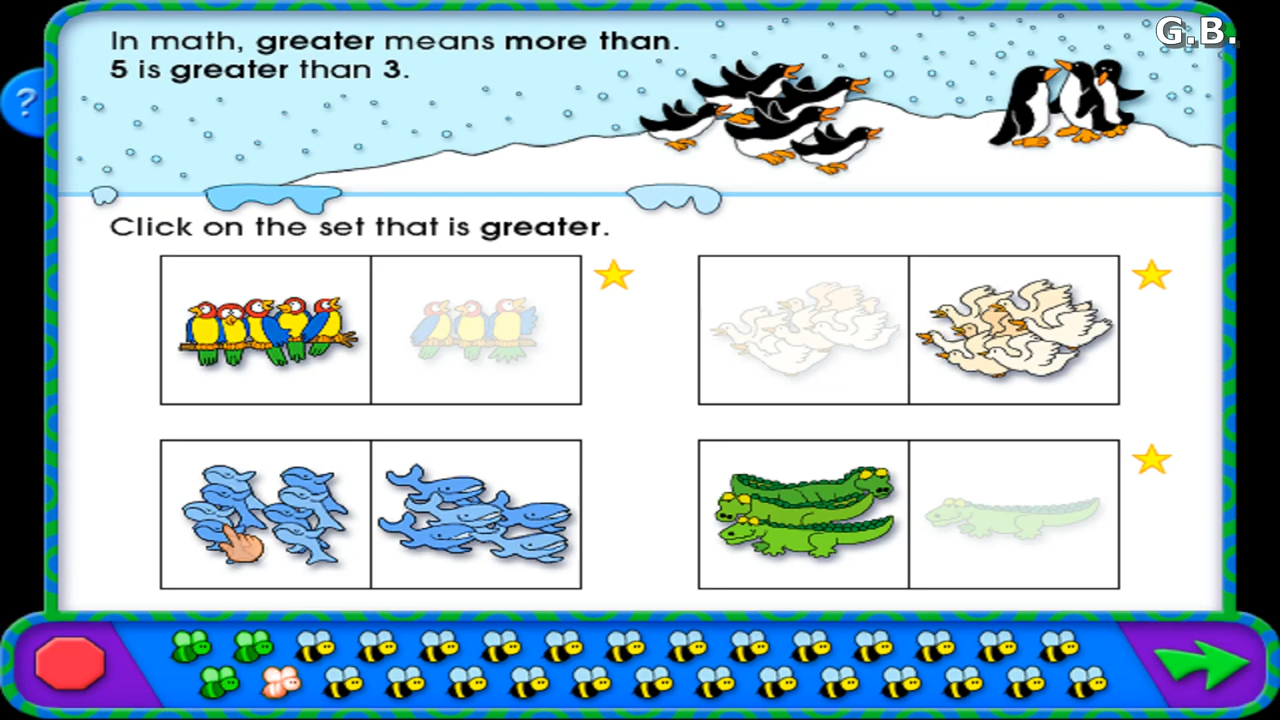 G.B.
In math, greater means more than.
5 is greater than 3.
?
Click on the set that is greater.